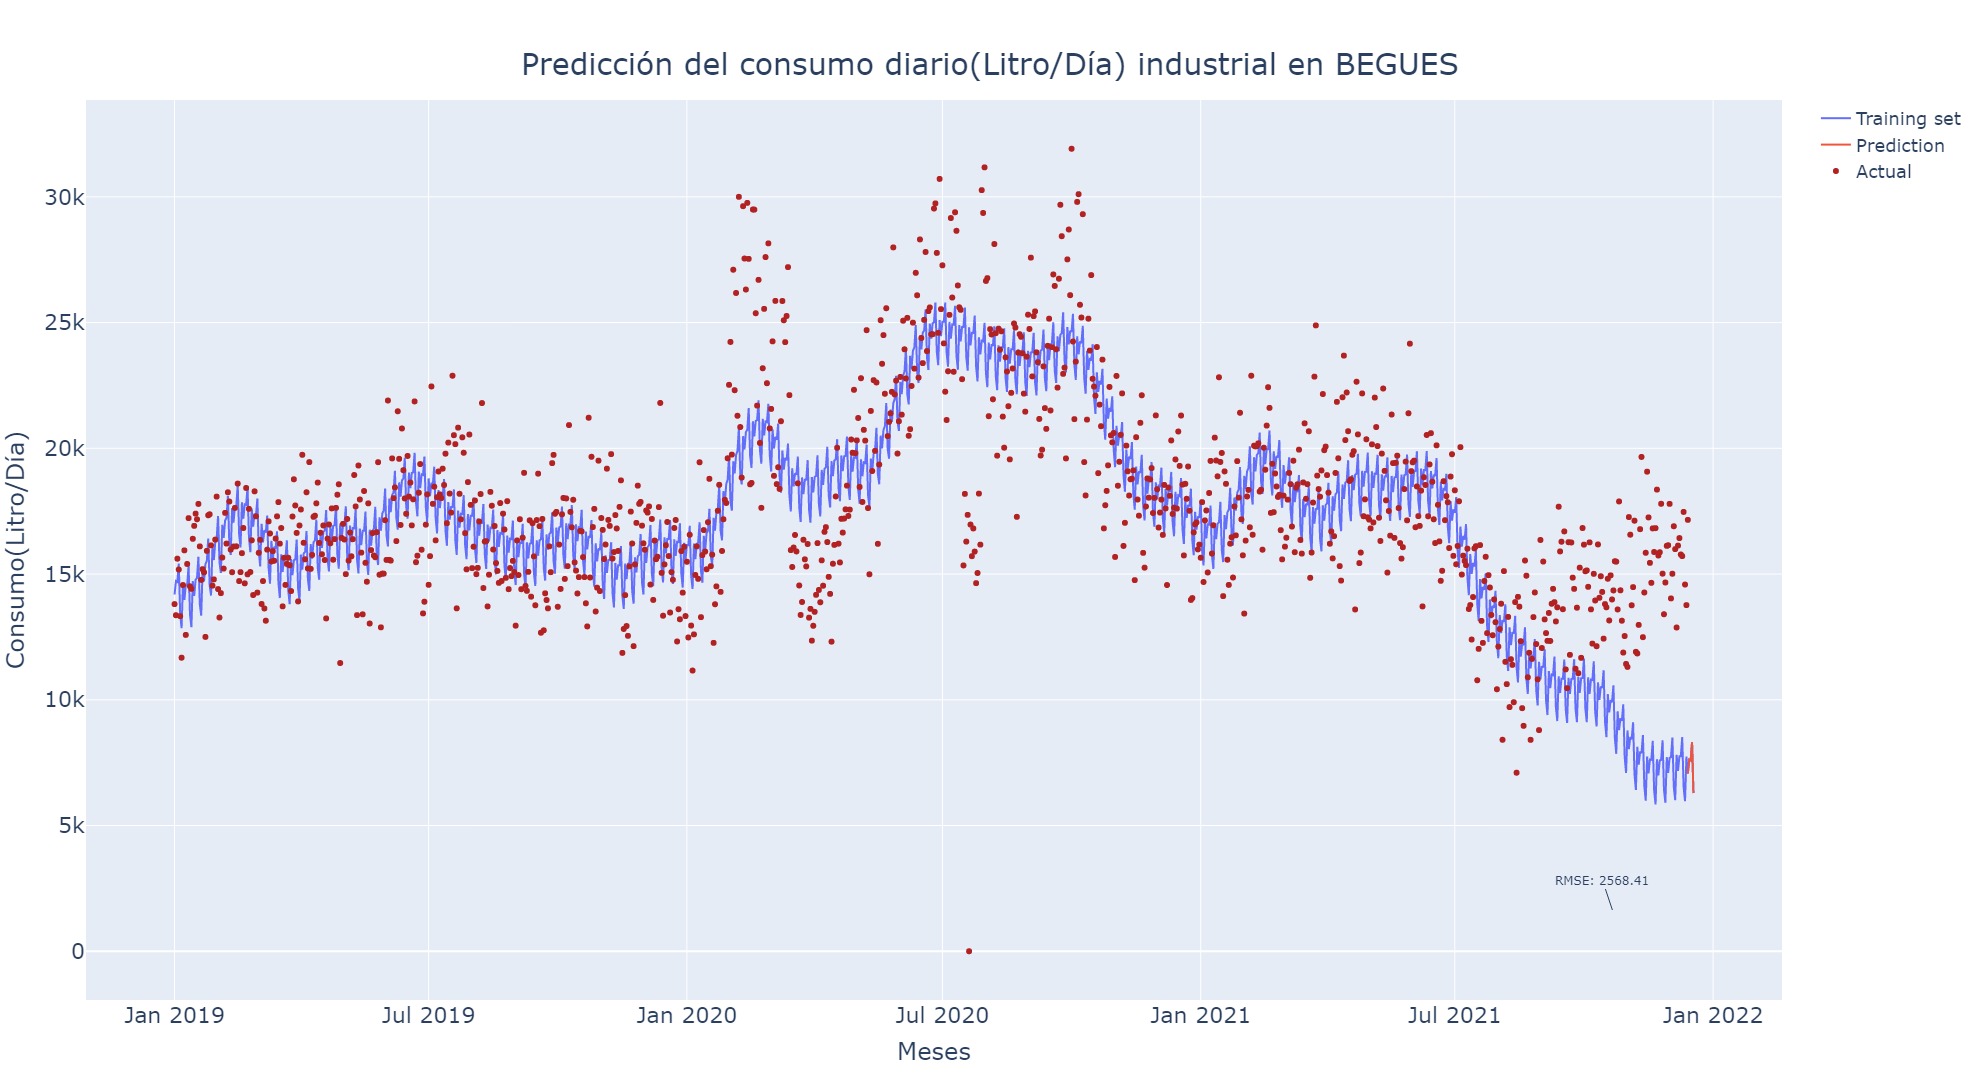 Predicción del consumo diario(Litro/Día) industrial en BEGUES
Training set
Prediction
Actual
Consumo(Litro/Día)
30k
25k
20k
15k
10k
5k
0
RMSE: 2568.41
Jan 2019
Jul 2019
Jan 2020
Jul 2020
Jan 2021
Jul 2021
Jan 2022
Meses